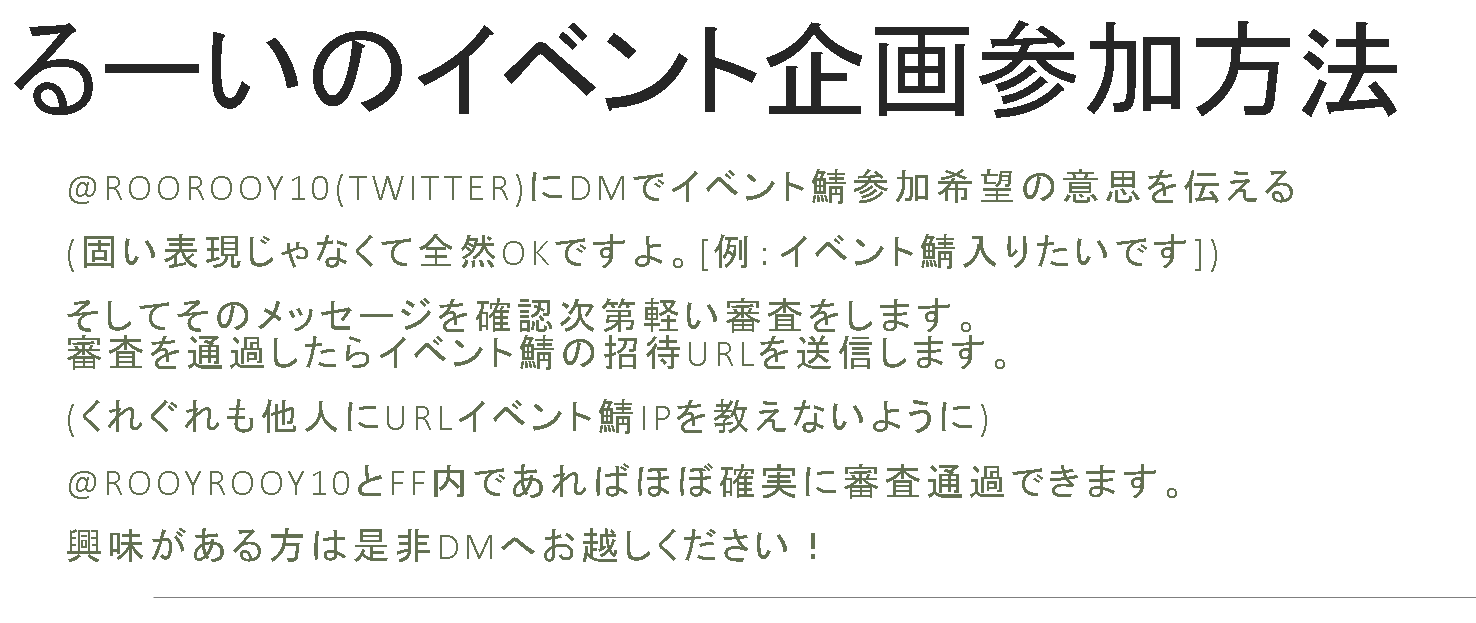 るーいのイベント企画参加方法
@ROOROOY10(TWITTER)にDMでイベント鯖参加希望の意思を伝える
(固い表現じゃなくて全然OKですよ。[例：イベント鯖入りたいです])
そしてそのメッセージを確認次第軽い審査をします。
審査を通過したらイベント鯖の招待URLを送信します。
(くれぐれも他人にURLイベント鯖IPを教えないように)
@ROOYROOY10とFF内であればほぼ確実に審査通過できます。
興味がある方は是非DMへお越しください！